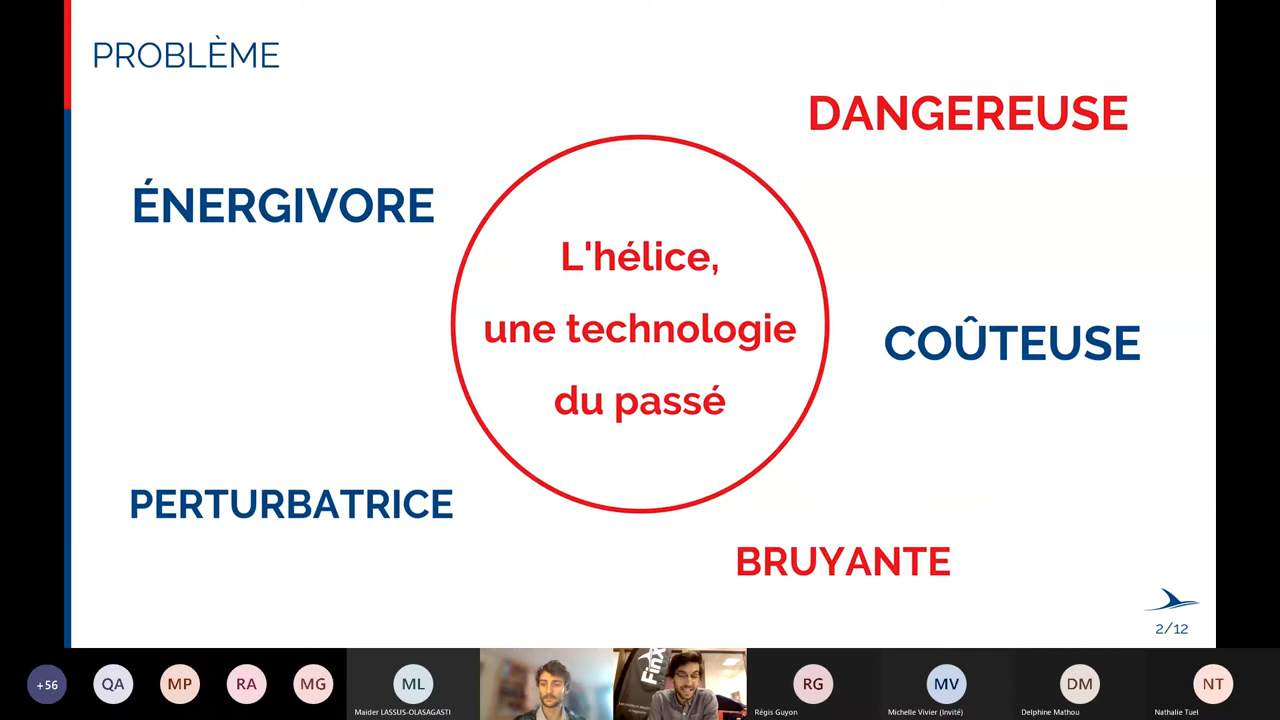 PROBLÈME
DANGEREUSE
ÉNERGIVORE
L'hélice,
une technologie
du passé
COÛTEUSE
PERTURBATRICE
BRUYANTE
2/12
+56
QA
MP
RA
MG
ML
Maider LASSUS-OLASAGASTI
FinX
RG
Régis Guyon
MV
Michelle Vivier (Invité)
DM
Delphine Mathou
NT
Nathalie Tuel